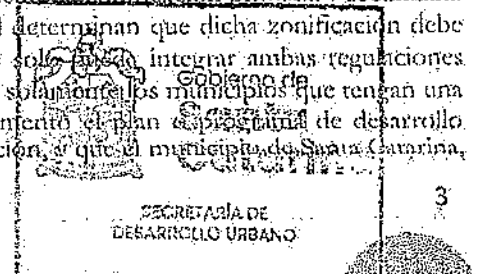 determinan que dicha zonificación debe
solo pueda integrar ambas regulaciones
Gobierno de
solamente los municipios que tengan una
el plan o programa de desarrollo
que el municipio de Santa Catarina,
3
SECRETARÍA DE
DESARROLLO URBANO